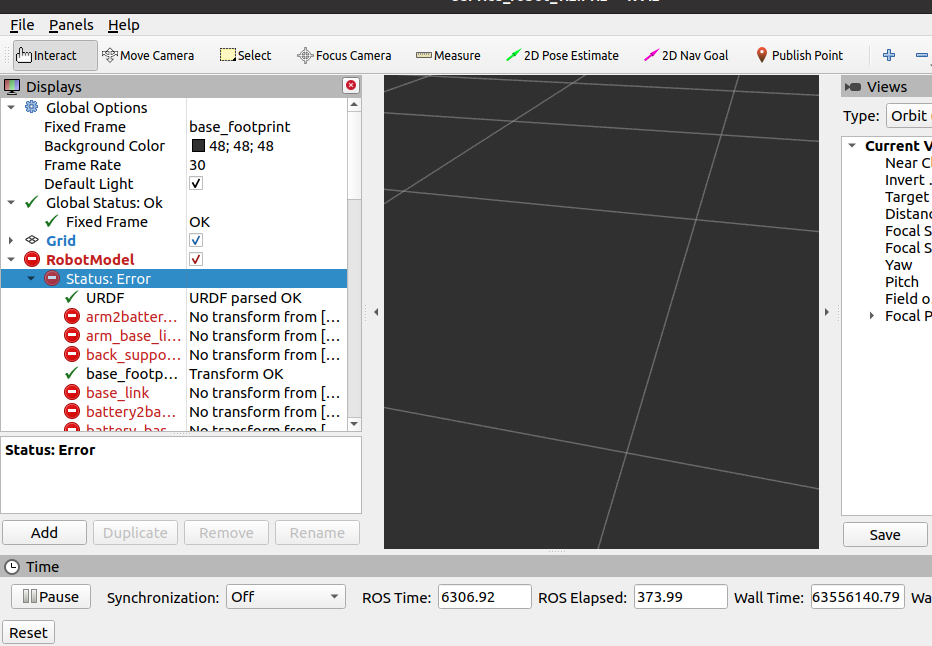 File Panels Help
Interact Move Camera Select Focus Camera Measure 2D Pose Estimate 2D Nav Goal Publish Point
Displays
Global Options
Fixed Frame base_footprint
Background Color 48; 48; 48
Frame Rate 30
Default Light
Global Status: Ok
Fixed Frame OK
Grid
RobotModel
Status: Error
URDF URDF parsed OK
arm2batter... No transform from [...
arm_base_li... No transform from [...
back_suppo... No transform from [...
base_footp... Transform OK
base_link No transform from [...
battery2ba... No transform from [...
battery_bas No transform from [...
Status: Error
Add Duplicate Remove Rename
Views
Type: Orbit
Current V
Near Cl
Invert .
Target
Distanc
Focal S
Focal S
Yaw
Pitch
Field o
Focal P
Save
Time
Pause Synchronization: Off ROS Time: 6306.92 ROS Elapsed: 373.99 Wall Time: 63556140.79 Wa
Reset